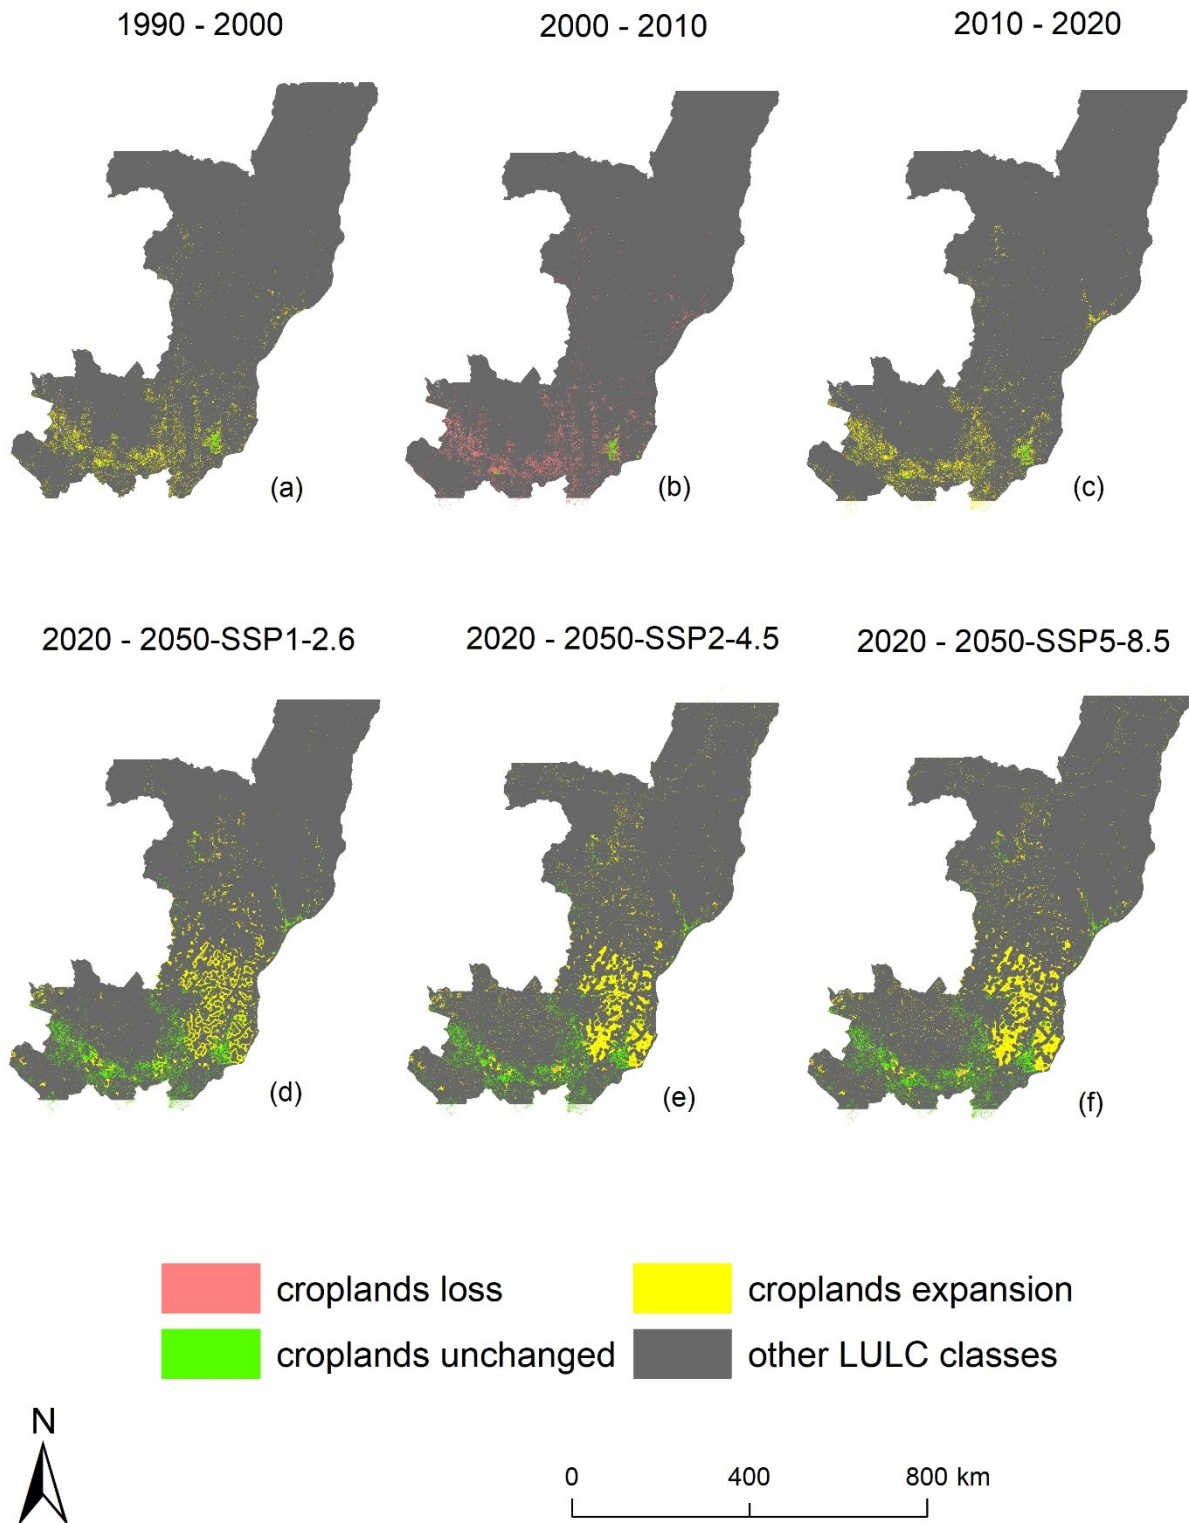 1990 - 2000
2000 - 2010
2010 - 2020
(a)
(b)
(c)
2020 - 2050-SSP1-2.6
2020 - 2050-SSP2-4.5
2020 - 2050-SSP5-8.5
(d)
(e)
(f)
croplands loss
croplands expansion
croplands unchanged
other LULC classes
N
0
400
800 km